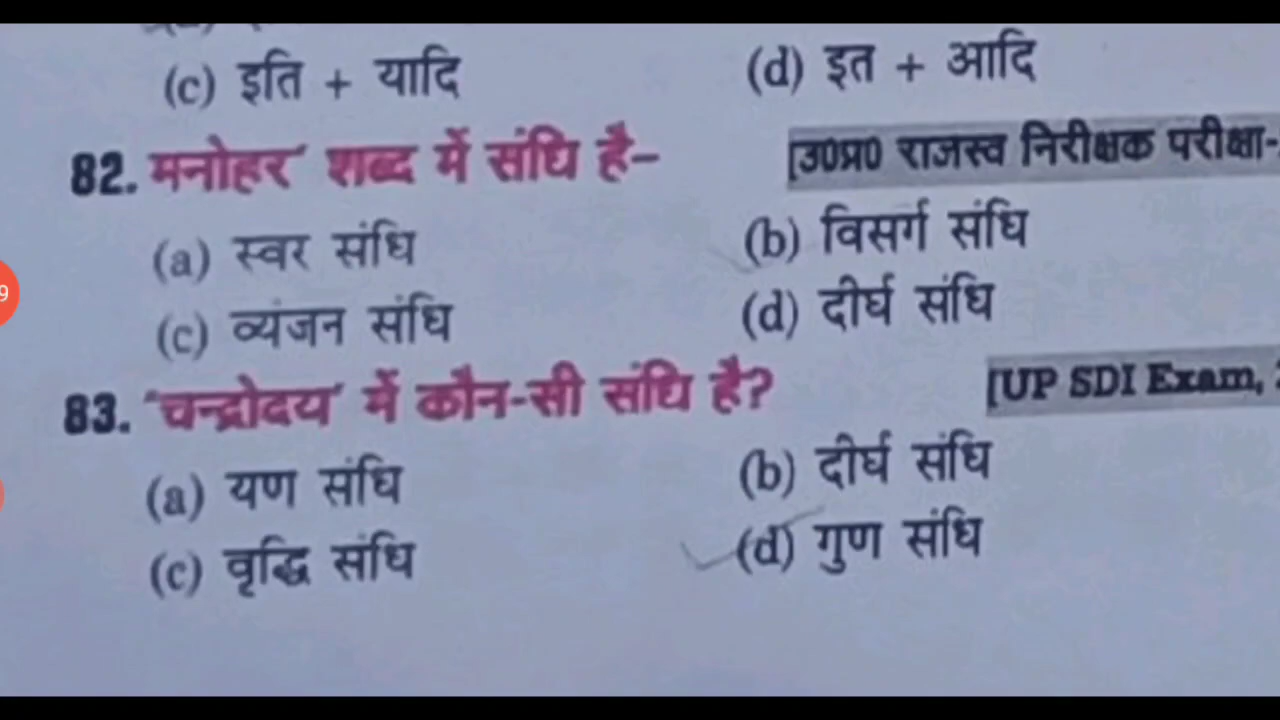 (c) इति + यादि (d) इत + आदि
82. मनोहर' शब्द में संधि है– [उ0प्र0 राजस्व निरीक्षक परीक्षा-
(a) स्वर संधि (b) विसर्ग संधि
(c) व्यंजन संधि (d) दीर्घ संधि
83. 'चन्द्रोदय' में कौन-सी संधि है? [UP SDI Exam,
(a) यण संधि (b) दीर्घ संधि
(c) वृद्धि संधि (d) गुण संधि
9